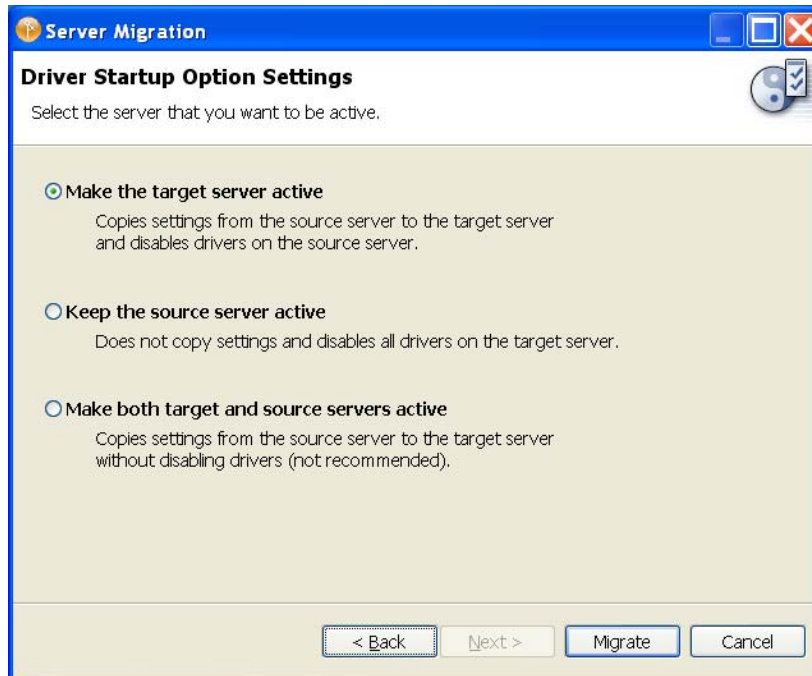 Server Migration
Driver Startup Option Settings
Select the server that you want to be active.
Make the target server active
Copies settings from the source server to the target server
and disables drivers on the source server.
Keep the source server active
Does not copy settings and disables all drivers on the target server.
Make both target and source servers active
Copies settings from the source server to the target server
without disabling drivers (not recommended).
< Back Next > Migrate Cancel